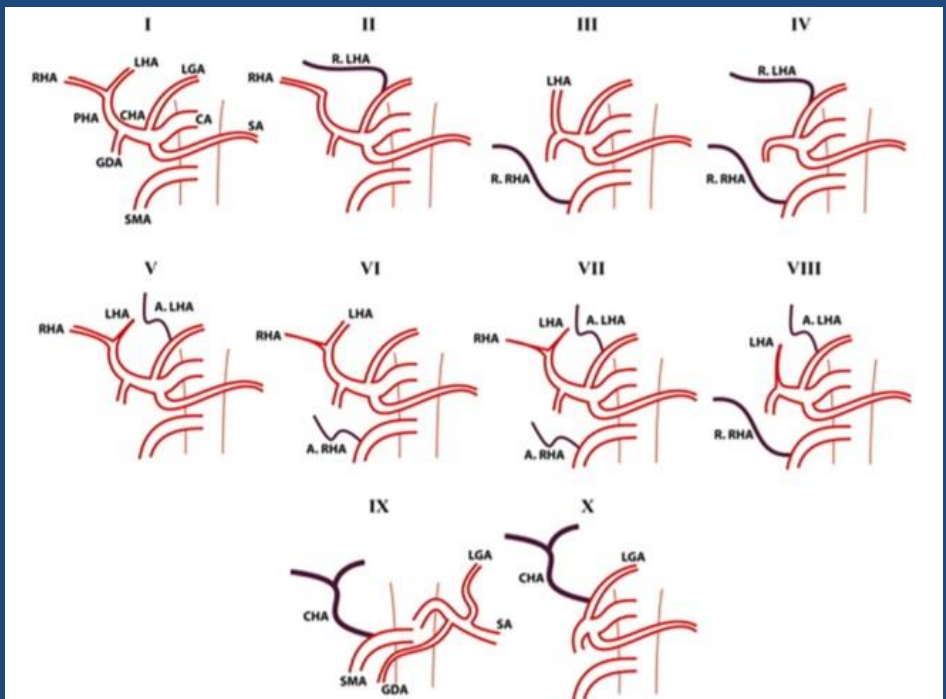 I II III IV
RHA LHA LGA
PHA CHA CA SA
GDA
SMA
RHA R. LHA
LHA
R. RHA
R. LHA
R. RHA
V VI VII VIII
RHA LHA A. LHA
RHA LHA
A. RHA
RHA LHA A. LHA
A. RHA
LHA A. LHA
R. RHA
IX X
LGA
CHA SA
SMA GDA
CHA LGA